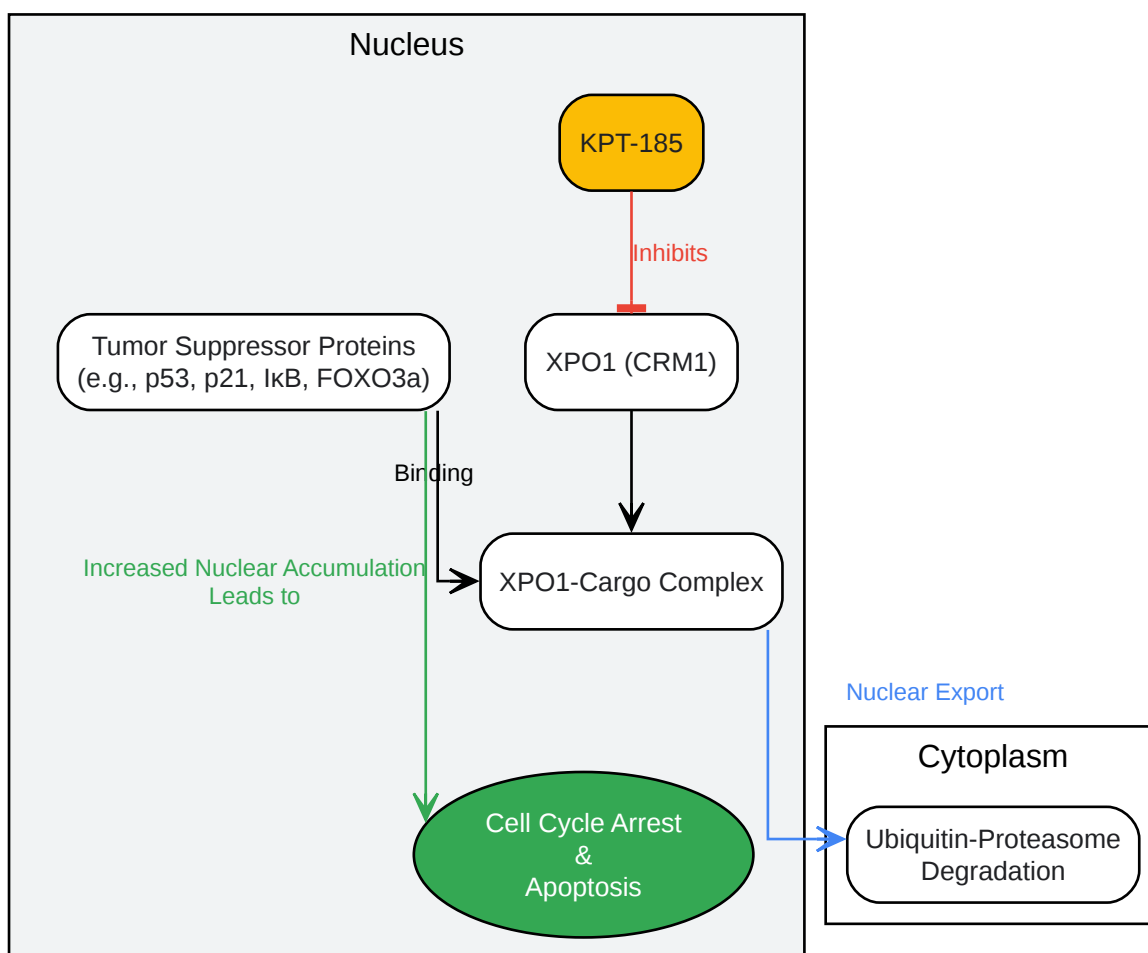 Nucleus
KPT-185
Inhibits
Tumor Suppressor Proteins
(e.g., p53, p21, IκB, FOXO3a)
XPO1 (CRM1)
Binding
Increased Nuclear Accumulation
Leads to
XPO1-Cargo Complex
Nuclear Export
Cytoplasm
Ubiquitin-Proteasome
Degradation
Cell Cycle Arrest
&
Apoptosis